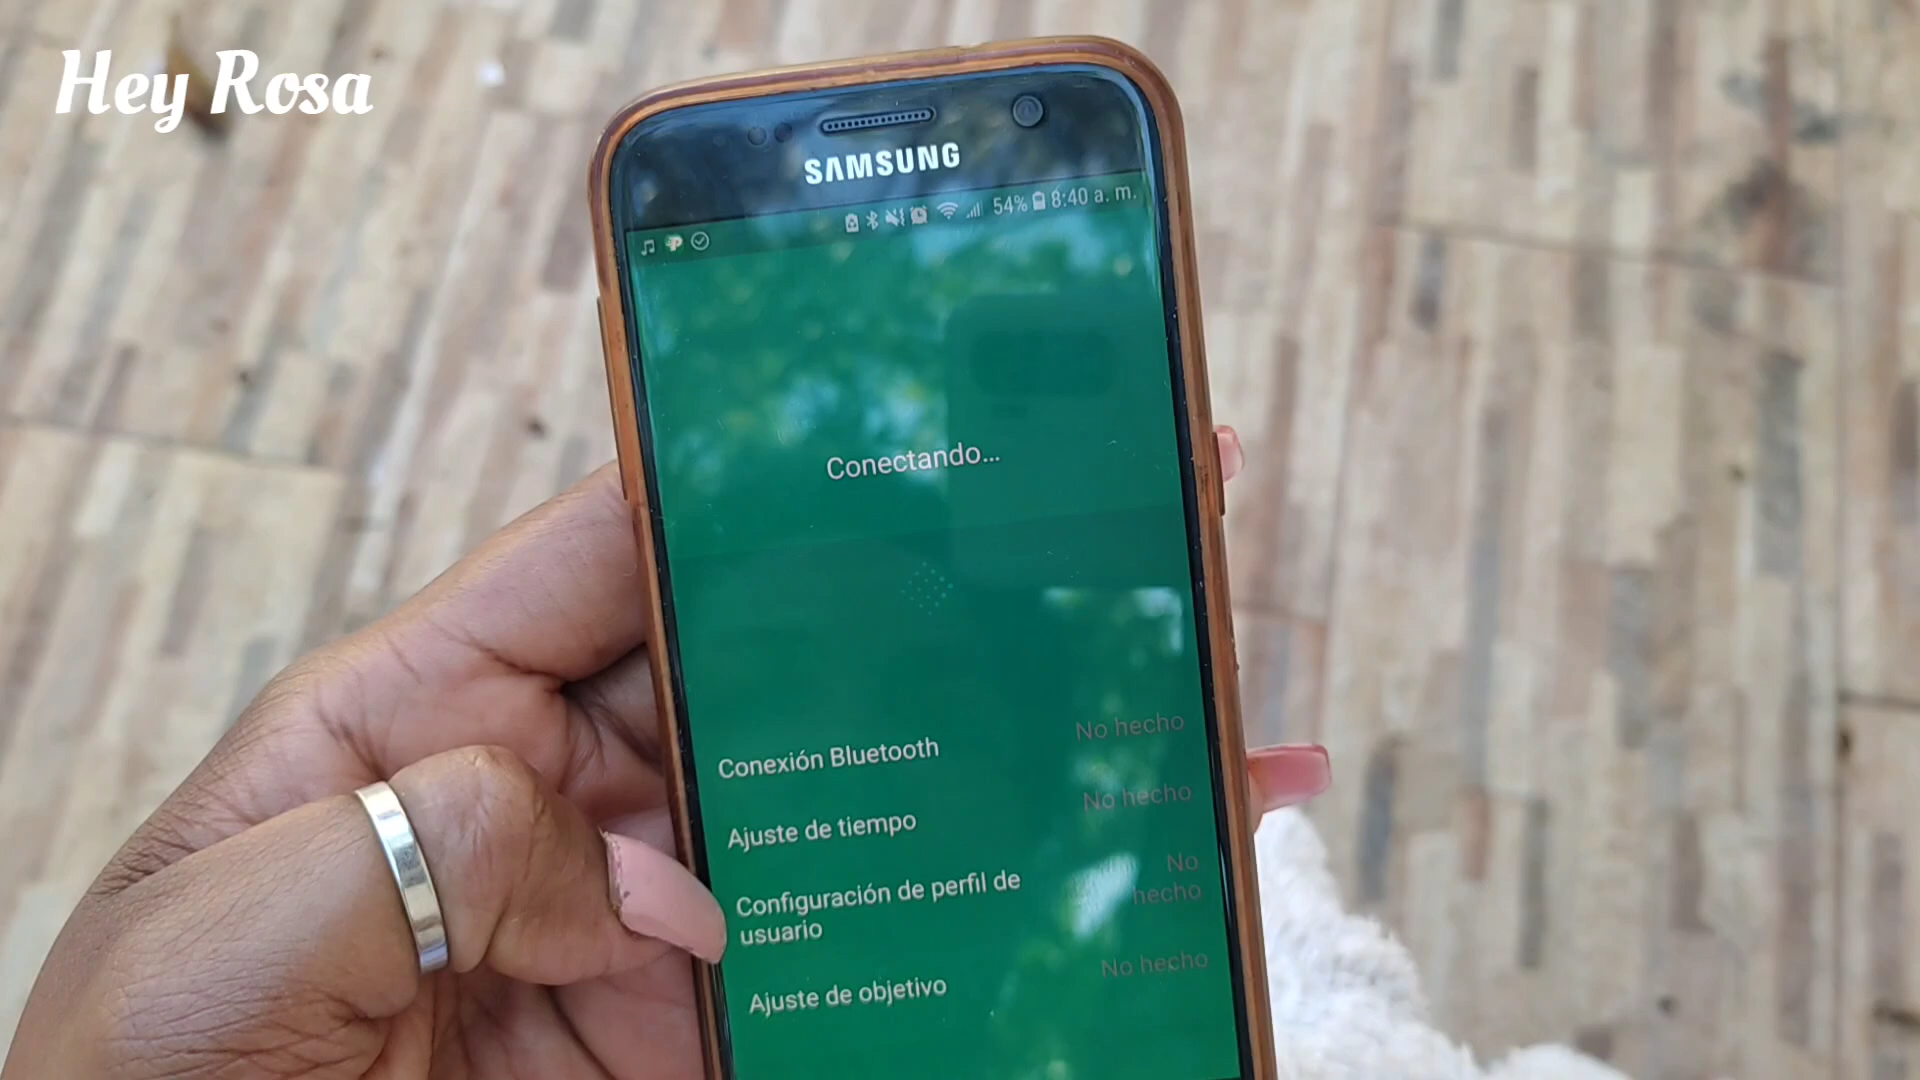 Hey Rosa
SAMSUNG
54% 8:40 a. m.
Conectando...
Conexión Bluetooth No hecho
Ajuste de tiempo No hecho
Configuración de perfil de No
usuario hecho
Ajuste de objetivo No hecho